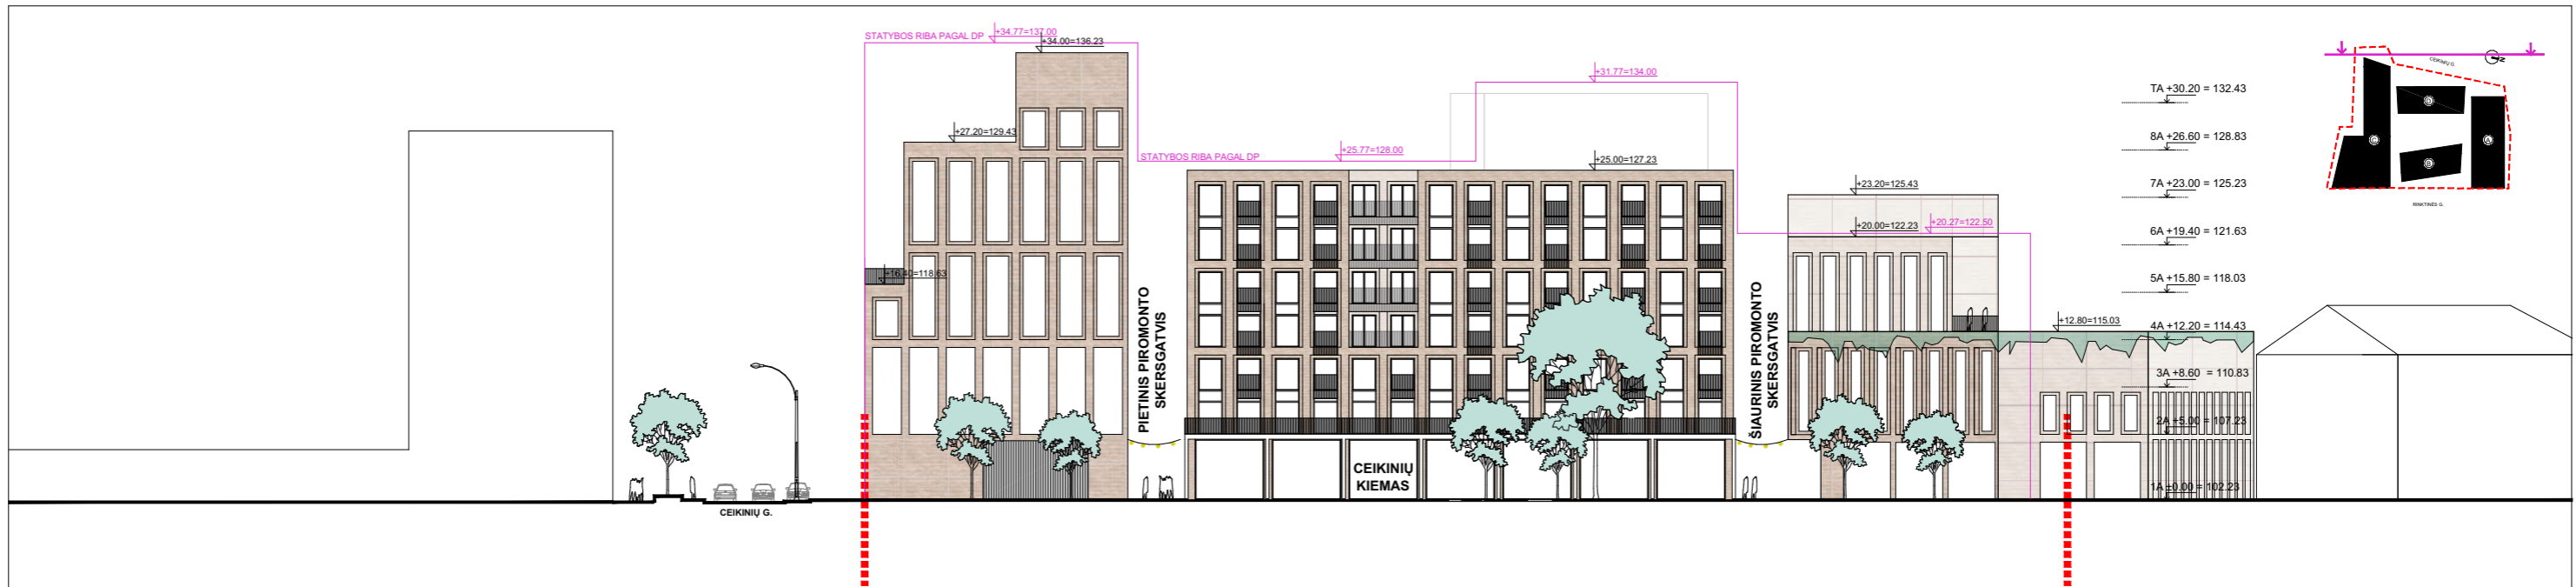 STATYBOS RIBA PAGAL DP
+34.77=137.00
+34.00=136.23
+27.20=129.43
+16.40=118.63
STATYBOS RIBA PAGAL DP
+25.77=128.00
+31.77=134.00
+25.00=127.23
+23.20=125.43
+20.00=122.23
+20.27=122.50
+12.80=115.03
PIETINIS PIROMONTO
SKERSGATVIS
ŠIAURINIS PIROMONTO
SKERSGATVIS
CEIKINIŲ
KIEMAS
CEIKINIŲ G.
TA +30.20 = 132.43
8A +26.60 = 128.83
7A +23.00 = 125.23
6A +19.40 = 121.63
5A +15.80 = 118.03
4A +12.20 = 114.43
3A +8.60 = 110.83
2A +5.00 = 107.23
1A ±0.00 = 102.23
CEIKINIŲ G.
N
RINKTINĖS G.